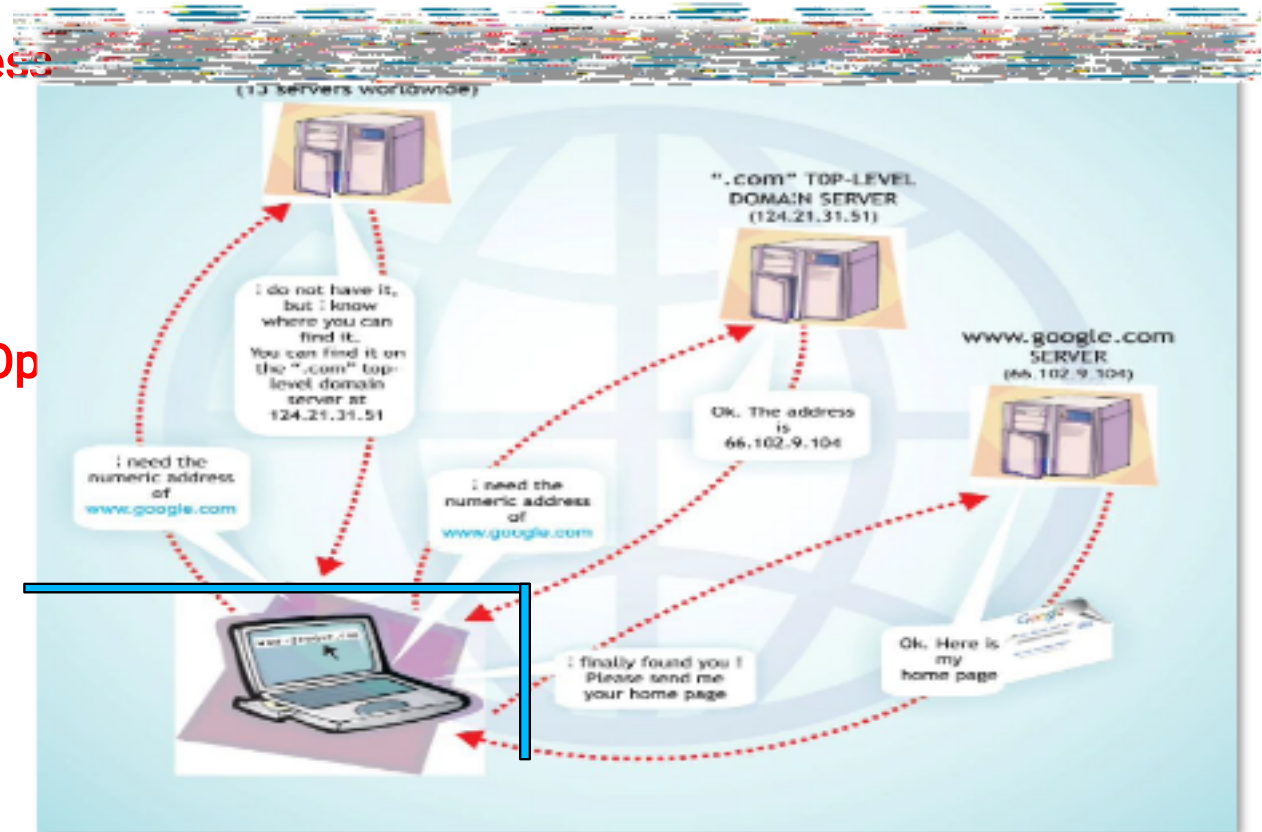 ess
(13 servers worldwide)
".com" TOP-LEVEL
DOMAIN SERVER
(124.21.31.51)
i do not have it,
but i know
where you can
find it.
You can find it on
the ".com" top-
level domain
server at
124.21.31.51
www.google.com
SERVER
(66.102.9.104)
Op
Ok. The address
is
66.102.9.104
i need the
numeric address
of
www.google.com
i need the
numeric address
of
www.google.com
Google
Ok. Here is
my
home page
i finally found you !
Please send me
your home page